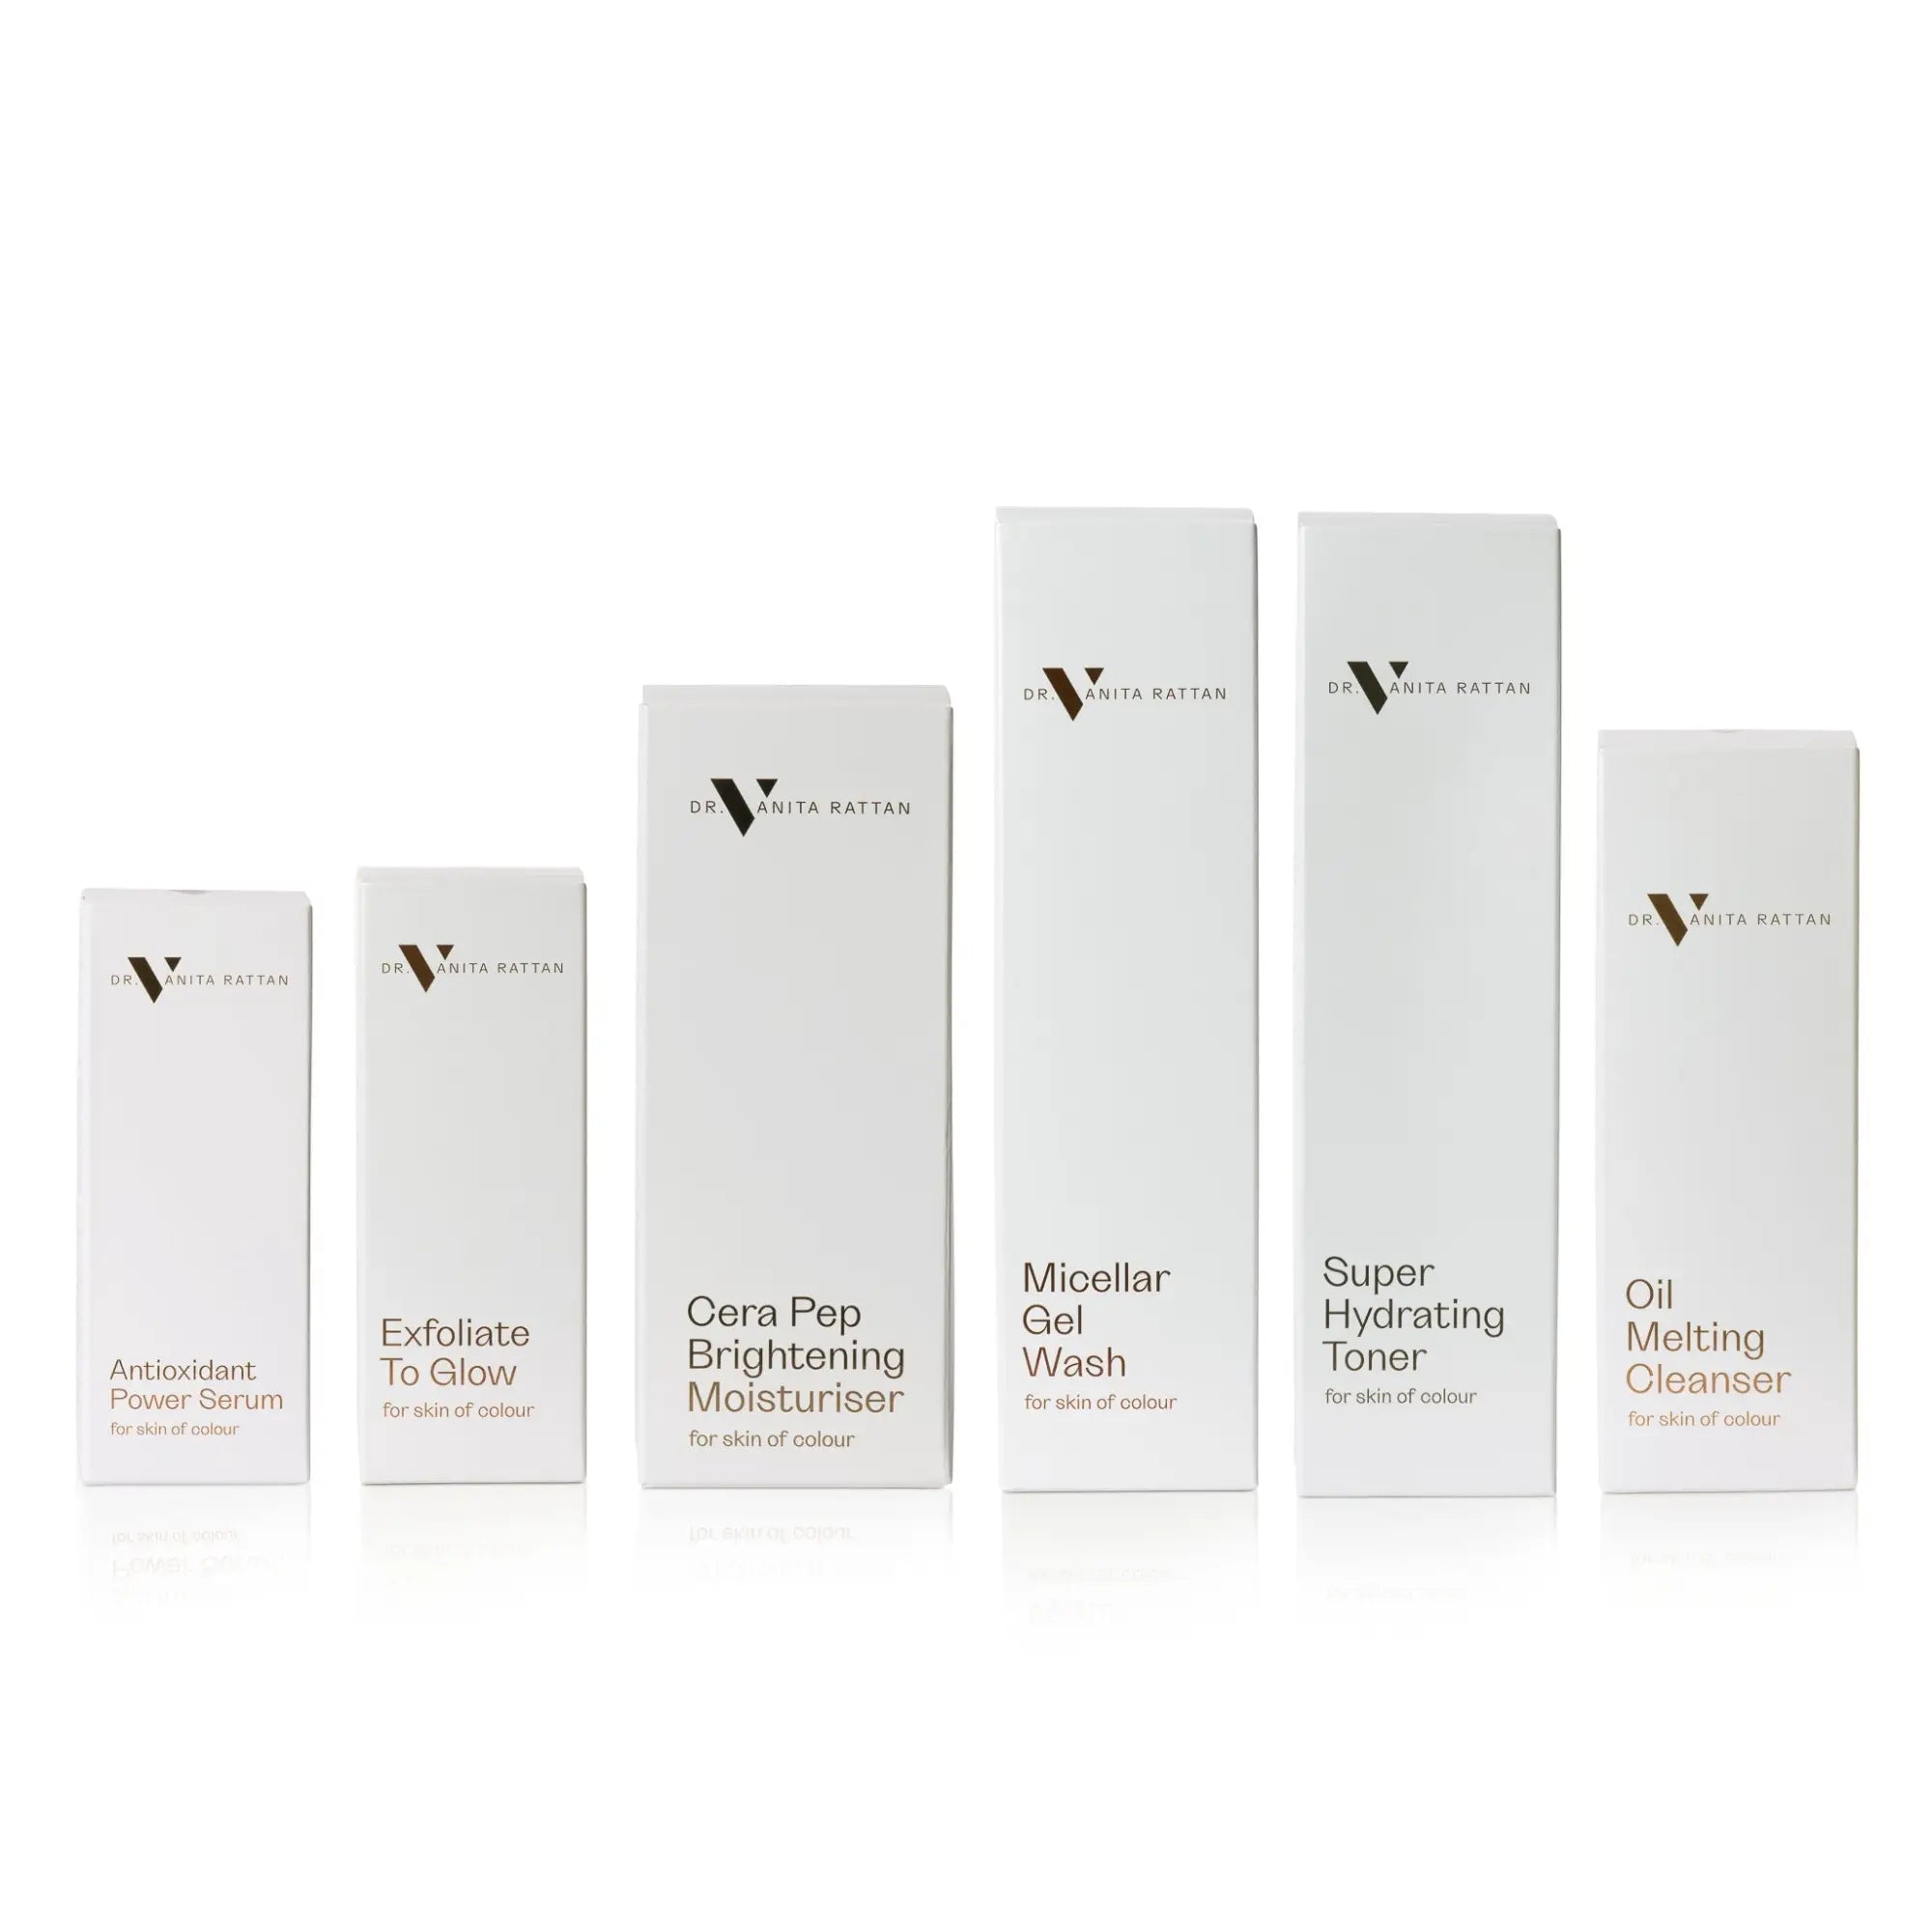 DR. VANITA RATTAN
Antioxidant
Power Serum
for skin of colour
DR. VANITA RATTAN
Exfoliate
To Glow
for skin of colour
DR. VANITA RATTAN
Cera Pep
Brightening
Moisturiser
for skin of colour
DR. VANITA RATTAN
Micellar
Gel
Wash
for skin of colour
DR. VANITA RATTAN
Super
Hydrating
Toner
for skin of colour
DR. VANITA RATTAN
Oil
Melting
Cleanser
for skin of colour